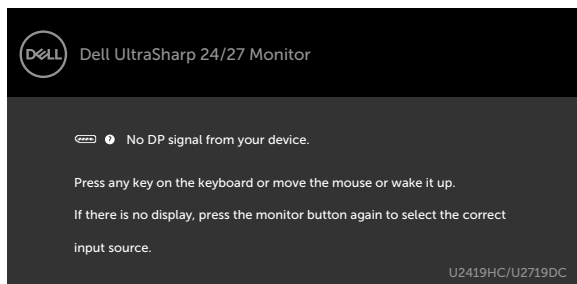 DELL
Dell UltraSharp 24/27 Monitor
? No DP signal from your device.
Press any key on the keyboard or move the mouse or wake it up.
If there is no display, press the monitor button again to select the correct
input source.
U2419HC/U2719DC